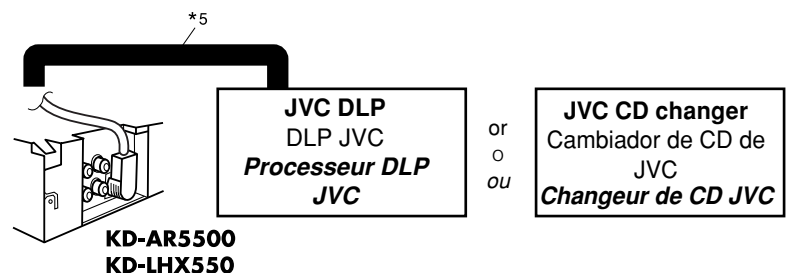 *5
JVC DLP
DLP JVC
Processeur DLP
JVC
or
o
ou
JVC CD changer
Cambiador de CD de
JVC
Changeur de CD JVC
KD-AR5500
KD-LHX550